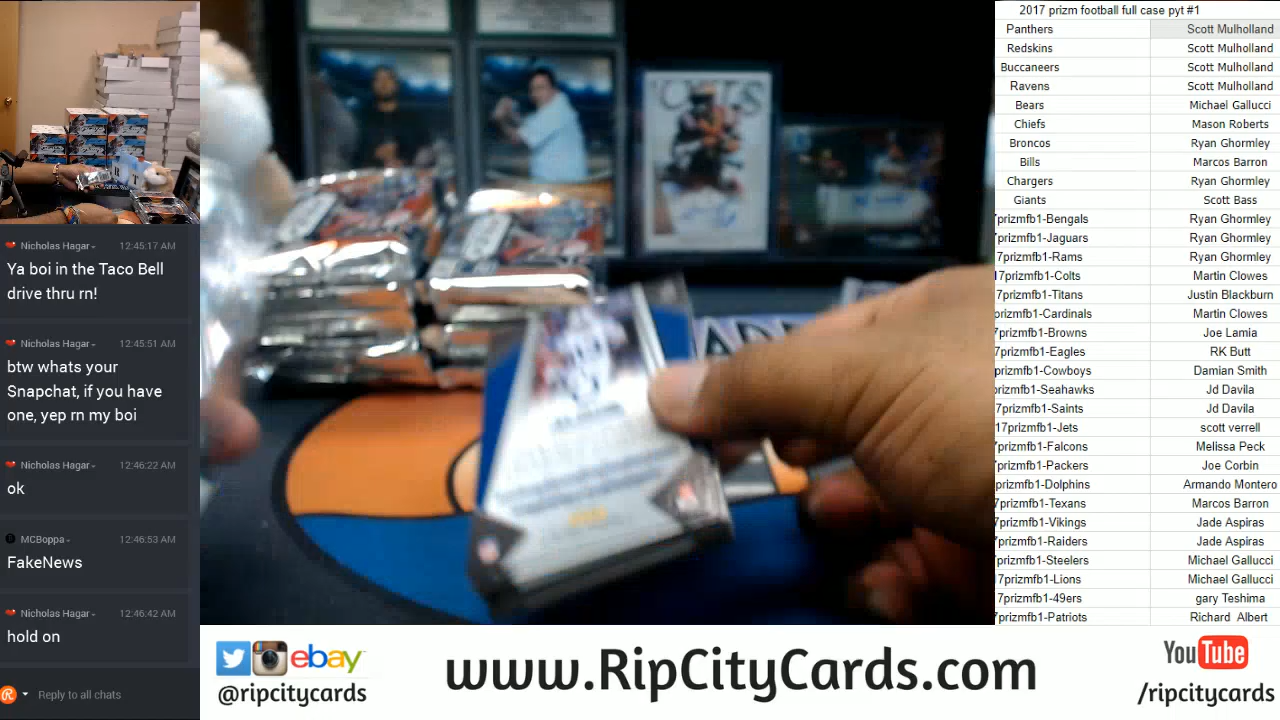 2017 prizm football full case pyt #1
Panthers Scott Mulholland
Redskins Scott Mulholland
Buccaneers Scott Mulholland
Ravens Scott Mulholland
Bears Michael Gallucci
Chiefs Mason Roberts
Broncos Ryan Ghormley
Bills Marcos Barron
Chargers Ryan Ghormley
Giants Scott Bass
7prizmfb1-Bengals Ryan Ghormley
7prizmfb1-Jaguars Ryan Ghormley
7prizmfb1-Rams Ryan Ghormley
17prizmfb1-Colts Martin Clowes
7prizmfb1-Titans Justin Blackburn
prizmfb1-Cardinals Martin Clowes
7prizmfb1-Browns Joe Lamia
7prizmfb1-Eagles RK Butt
prizmfb1-Cowboys Damian Smith
prizmfb1-Seahawks Jd Davila
7prizmfb1-Saints Jd Davila
17prizmfb1-Jets scott verrell
7prizmfb1-Falcons Melissa Peck
7prizmfb1-Packers Joe Corbin
prizmfb1-Dolphins Armando Montero
7prizmfb1-Texans Marcos Barron
7prizmfb1-Vikings Jade Aspiras
7prizmfb1-Raiders Jade Aspiras
7prizmfb1-Steelers Michael Gallucci
17prizmfb1-Lions Michael Gallucci
7prizmfb1-49ers gary Teshima
7prizmfb1-Patriots Richard Albert
Nicholas Hagar 12:45:17 AM
Ya boi in the Taco Bell
drive thru rn!
Nicholas Hagar 12:45:51 AM
btw whats your
Snapchat, if you have
one, yep rn my boi
Nicholas Hagar 12:46:22 AM
ok
MCBoppa 12:46:53 AM
FakeNews
Nicholas Hagar 12:46:42 AM
hold on
Reply to all chats
ebay
@ripcitycards
www.RipCityCards.com
YouTube
/ripcitycards